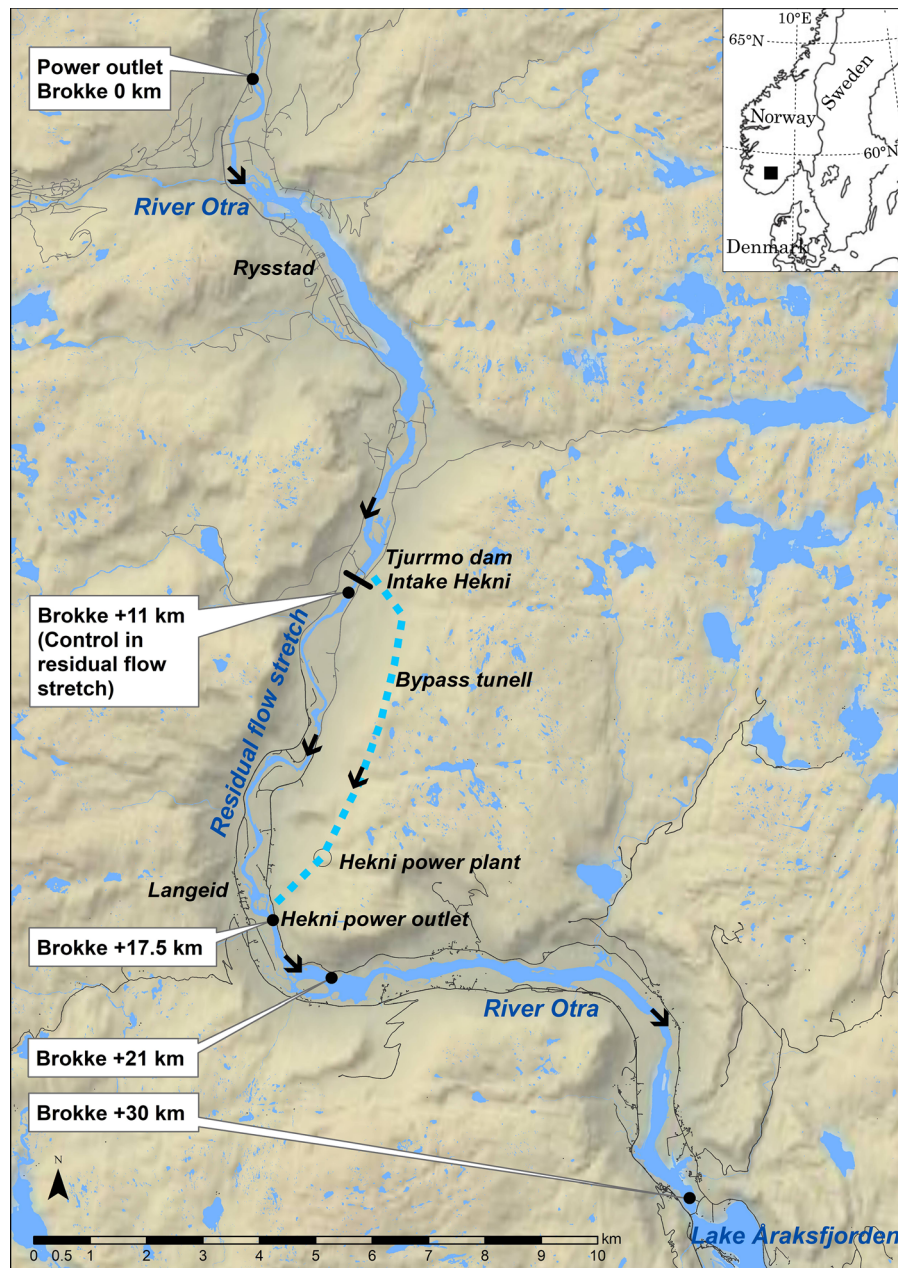 Power outlet
Brokke 0 km
10°E
65°N
Sweden
Norway
60°N
Denmark
River Otra
Rysstad
Tjurrmo dam
Intake Hekni
Brokke +11 km
(Control in
residual flow
stretch)
Residual flow stretch
Bypass tunell
Hekni power plant
Langeid
Hekni power outlet
Brokke +17.5 km
River Otra
Brokke +21 km
Brokke +30 km
N
Lake Åraksfjorden
0 0.5 1 2 3 4 5 6 7 8 9 10 km